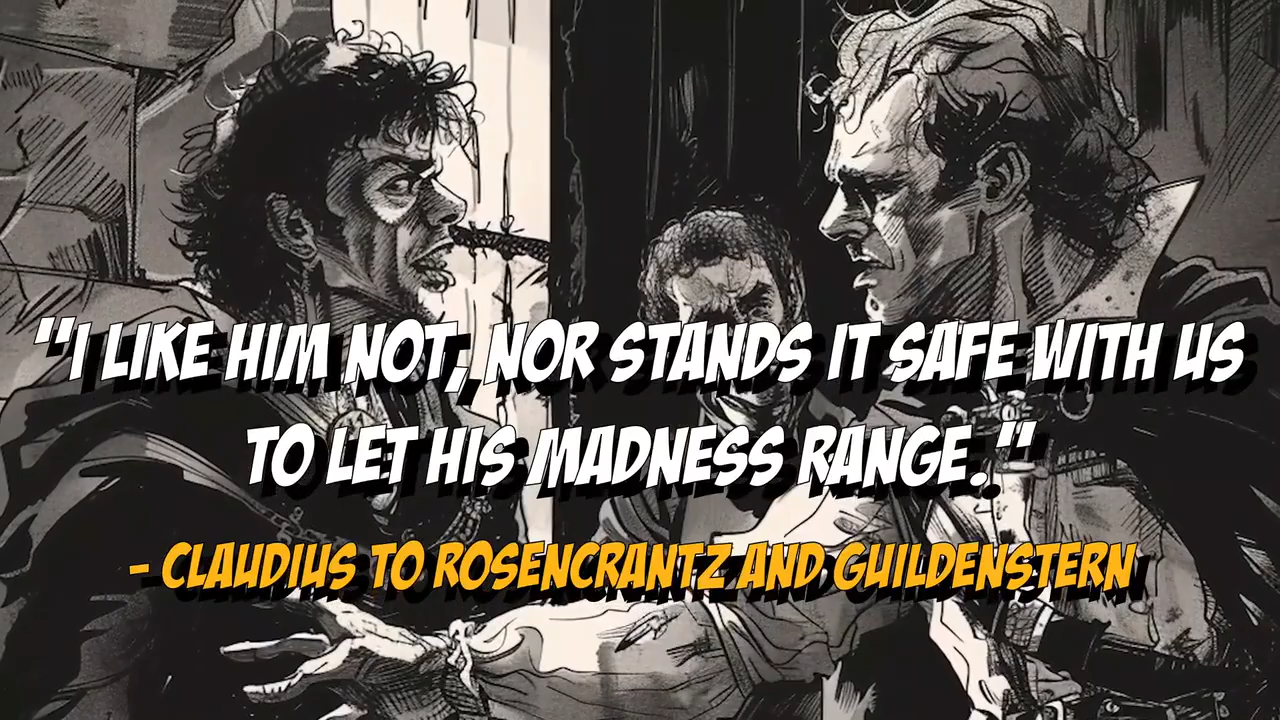 "I LIKE HIM NOT, NOR STANDS IT SAFE WITH US
TO LET HIS MADNESS RANGE."
- CLAUDIUS TO ROSENCRANTZ AND GUILDENSTERN